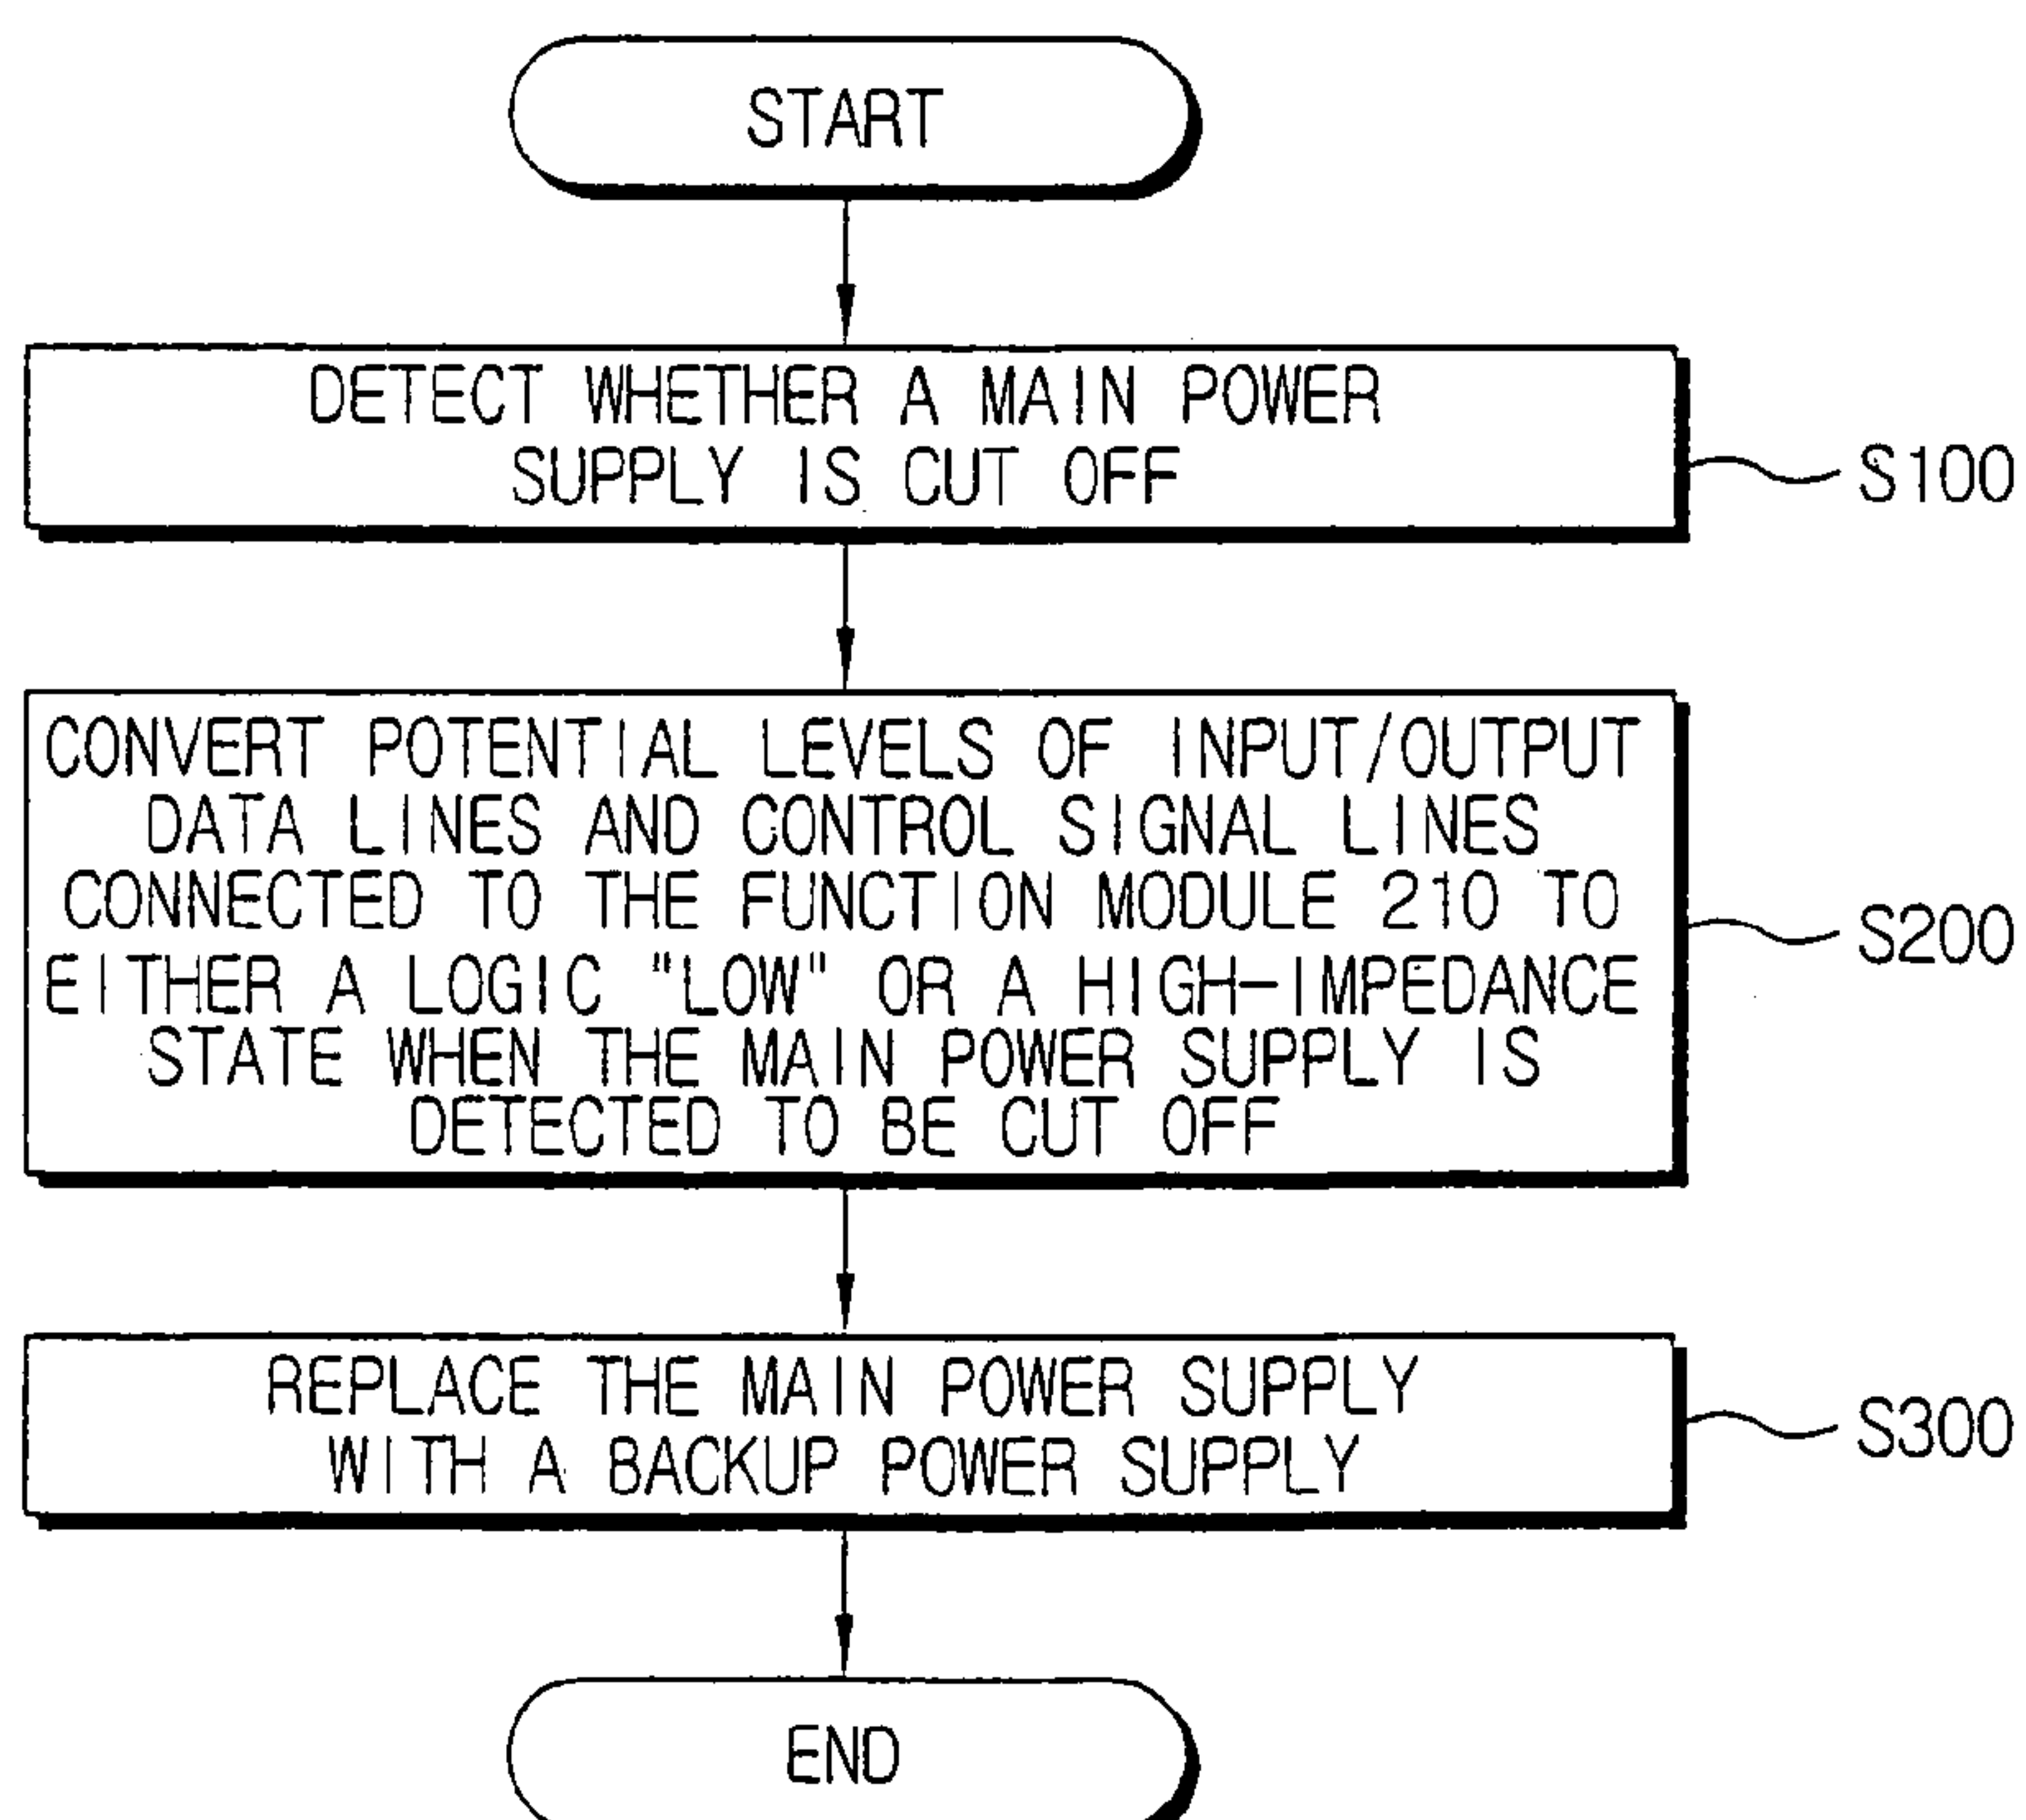 START
DETECT WHETHER A MAIN POWER
SUPPLY IS CUT OFF
S100
CONVERT POTENTIAL LEVELS OF INPUT/OUTPUT
DATA LINES AND CONTROL SIGNAL LINES
CONNECTED TO THE FUNCTION MODULE 210 TO
EITHER A LOGIC "LOW" OR A HIGH-IMPEDANCE
STATE WHEN THE MAIN POWER SUPPLY IS
DETECTED TO BE CUT OFF
S200
REPLACE THE MAIN POWER SUPPLY
WITH A BACKUP POWER SUPPLY
S300
END